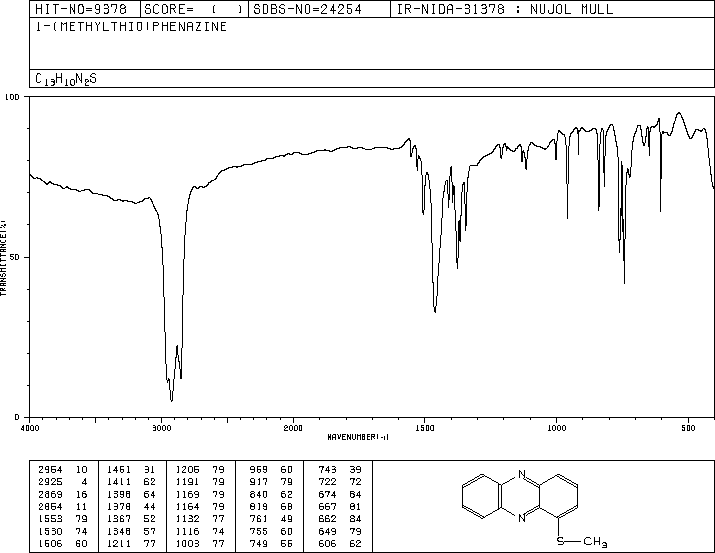 HIT-NO=9378 SCORE= ( ) SDBS-NO=24254 IR-NIDA-31378 : NUJOL MULL
1-(METHYLTHIO)PHENAZINE
C13H10N2S
100
50
0
TRANSMITTANCE(%)
4000 3000 2000 1500 1000 500
WAVENUMBER(-1)
2954 10 1461 31 1206 79 959 60 743 39
2925 4 1411 62 1191 79 917 79 722 72
2869 16 1398 64 1169 79 840 62 674 84
2854 11 1378 44 1164 79 819 68 667 81
1553 79 1367 52 1132 77 761 49 662 84
1530 74 1348 57 1116 74 755 60 649 79
1506 60 1211 77 1003 77 749 55 606 62
N
N
S CH3